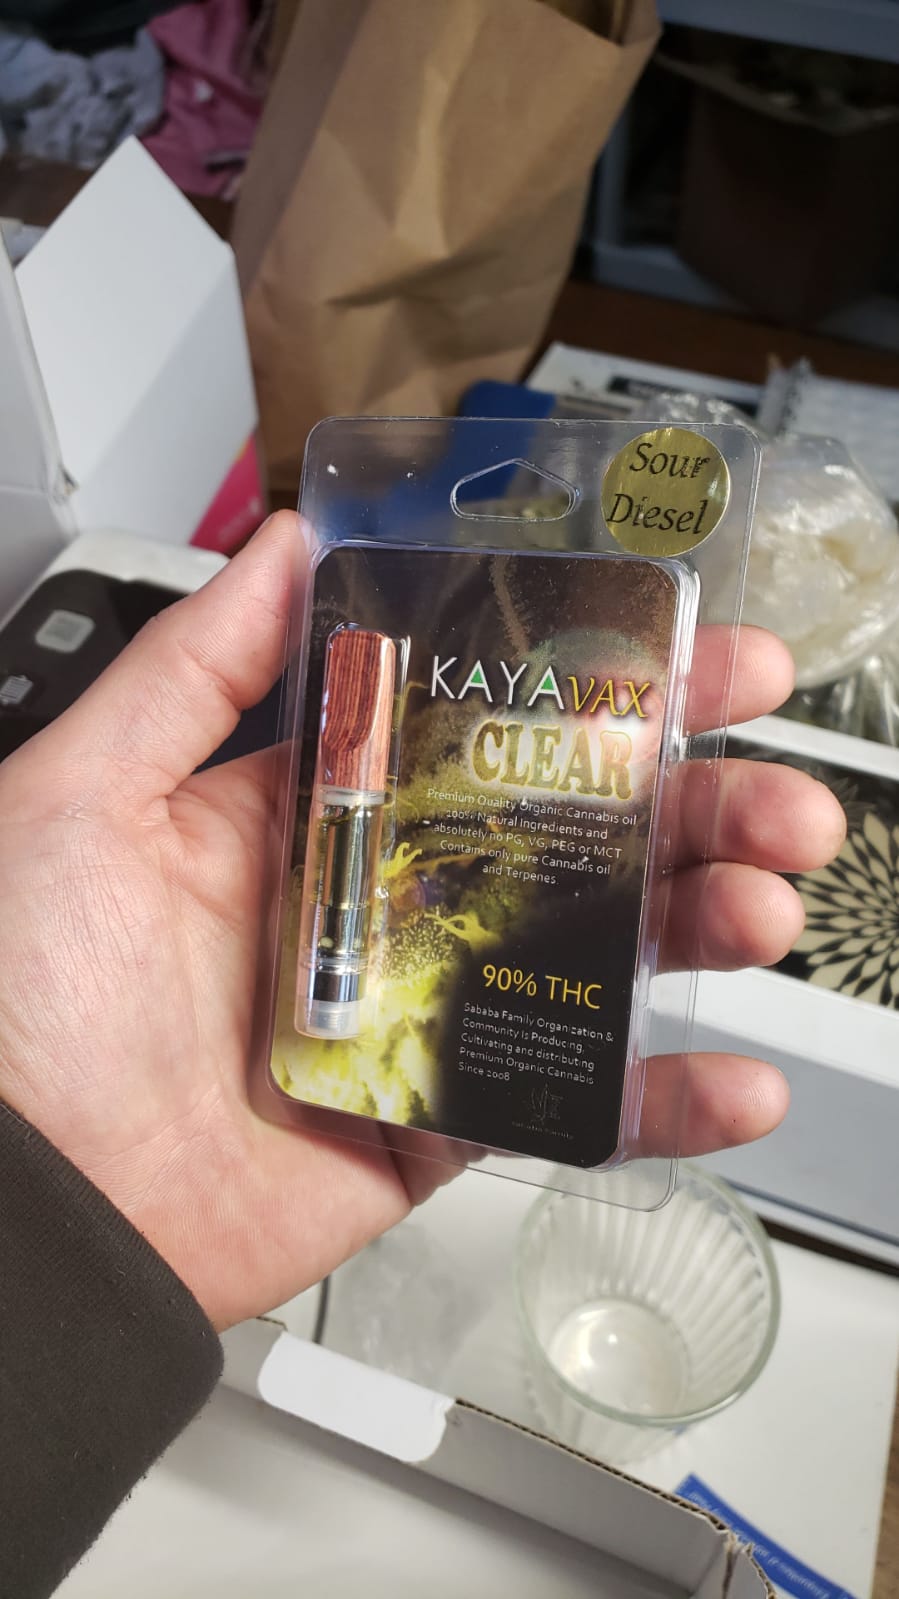 Sour
Diesel
KAYAVAX
CLEAR
Premium Quality Organic Cannabis oil
100% Natural Ingredients and
absolutely no PG, VG, PEG or MCT
Contains only pure Cannabis oil
and Terpenes.
90% THC
Sababa Family Organization &
Community is Producing,
Cultivating and distributing
Premium Organic Cannabis
Since 2008